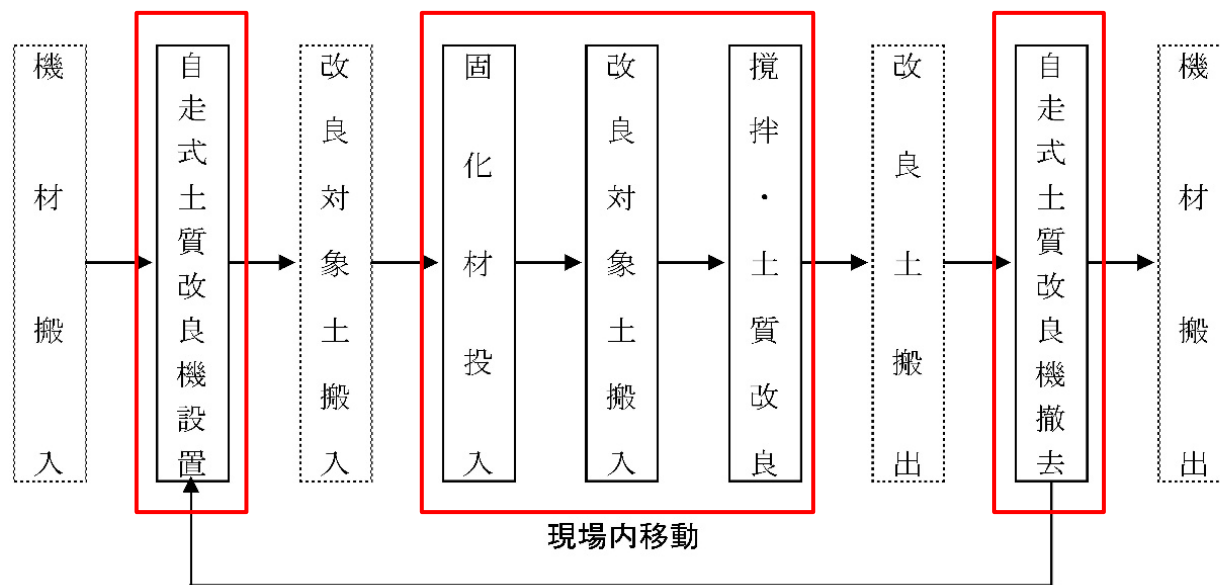 機材搬入
自走式土質改良機設置
改良対象土搬入
固化材投入
改良対象土搬入
撹拌・土質改良
改良土搬出
自走式土質改良機撤去
機材搬出
現場内移動